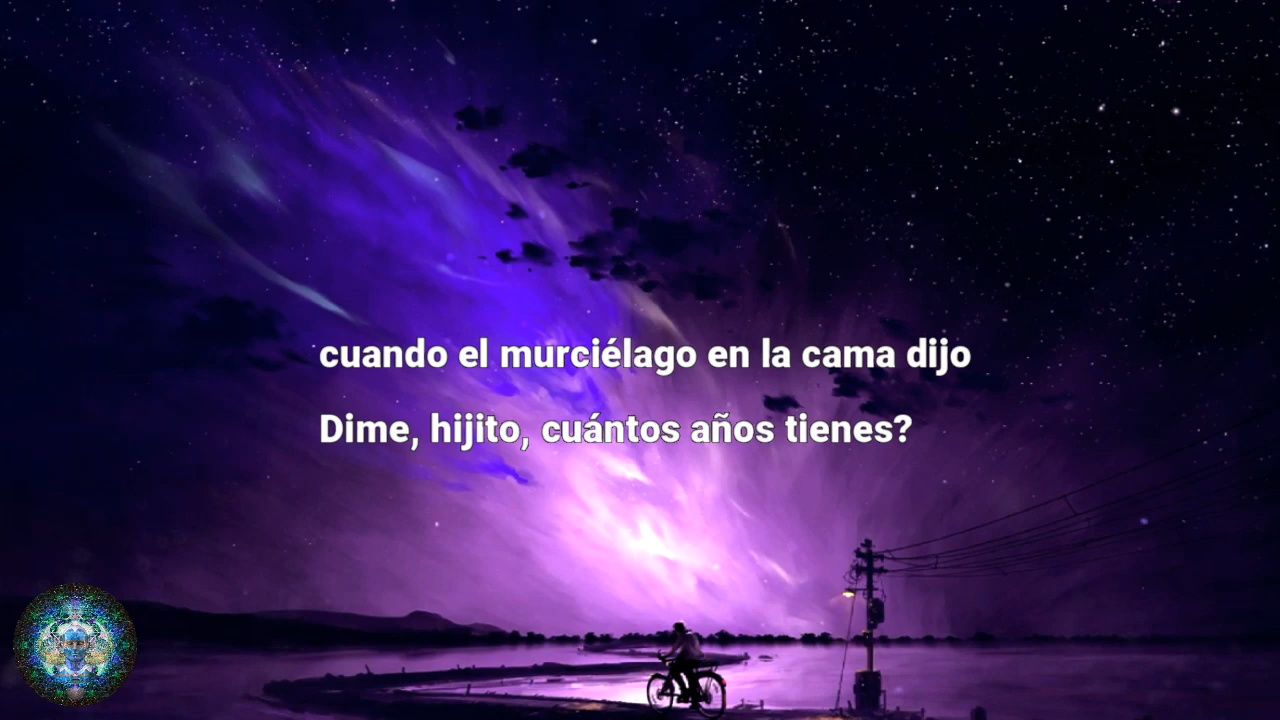 cuando el murciélago en la cama dijo
Dime, hijito, cuántos años tienes?